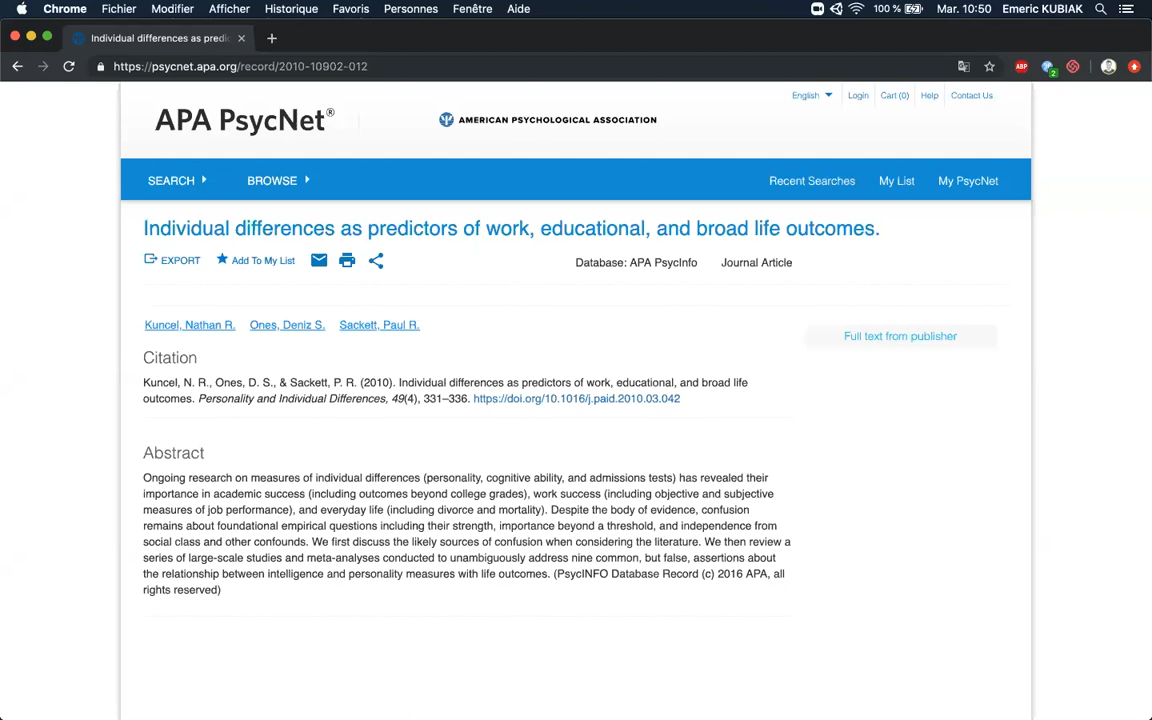 Chrome Fichier Modifier Afficher Historique Favoris Personnes Fenêtre Aide 100 % Mar. 10:50 Emeric KUBIAK
Individual differences as predic
https://psycnet.apa.org/record/2010-10902-012 ABP 2
English Login Cart (0) Help Contact Us
APA PsycNet® AMERICAN PSYCHOLOGICAL ASSOCIATION
SEARCH BROWSE Recent Searches My List My PsycNet
Individual differences as predictors of work, educational, and broad life outcomes.
EXPORT Add To My List Database: APA PsycInfo Journal Article
Kuncel, Nathan R. Ones, Deniz S. Sackett, Paul R.
Full text from publisher
Citation
Kuncel, N. R., Ones, D. S., & Sackett, P. R. (2010). Individual differences as predictors of work, educational, and broad life
outcomes. Personality and Individual Differences, 49(4), 331–336. https://doi.org/10.1016/j.paid.2010.03.042
Abstract
Ongoing research on measures of individual differences (personality, cognitive ability, and admissions tests) has revealed their
importance in academic success (including outcomes beyond college grades), work success (including objective and subjective
measures of job performance), and everyday life (including divorce and mortality). Despite the body of evidence, confusion
remains about foundational empirical questions including their strength, importance beyond a threshold, and independence from
social class and other confounds. We first discuss the likely sources of confusion when considering the literature. We then review a
series of large-scale studies and meta-analyses conducted to unambiguously address nine common, but false, assertions about
the relationship between intelligence and personality measures with life outcomes. (PsycINFO Database Record (c) 2016 APA, all
rights reserved)